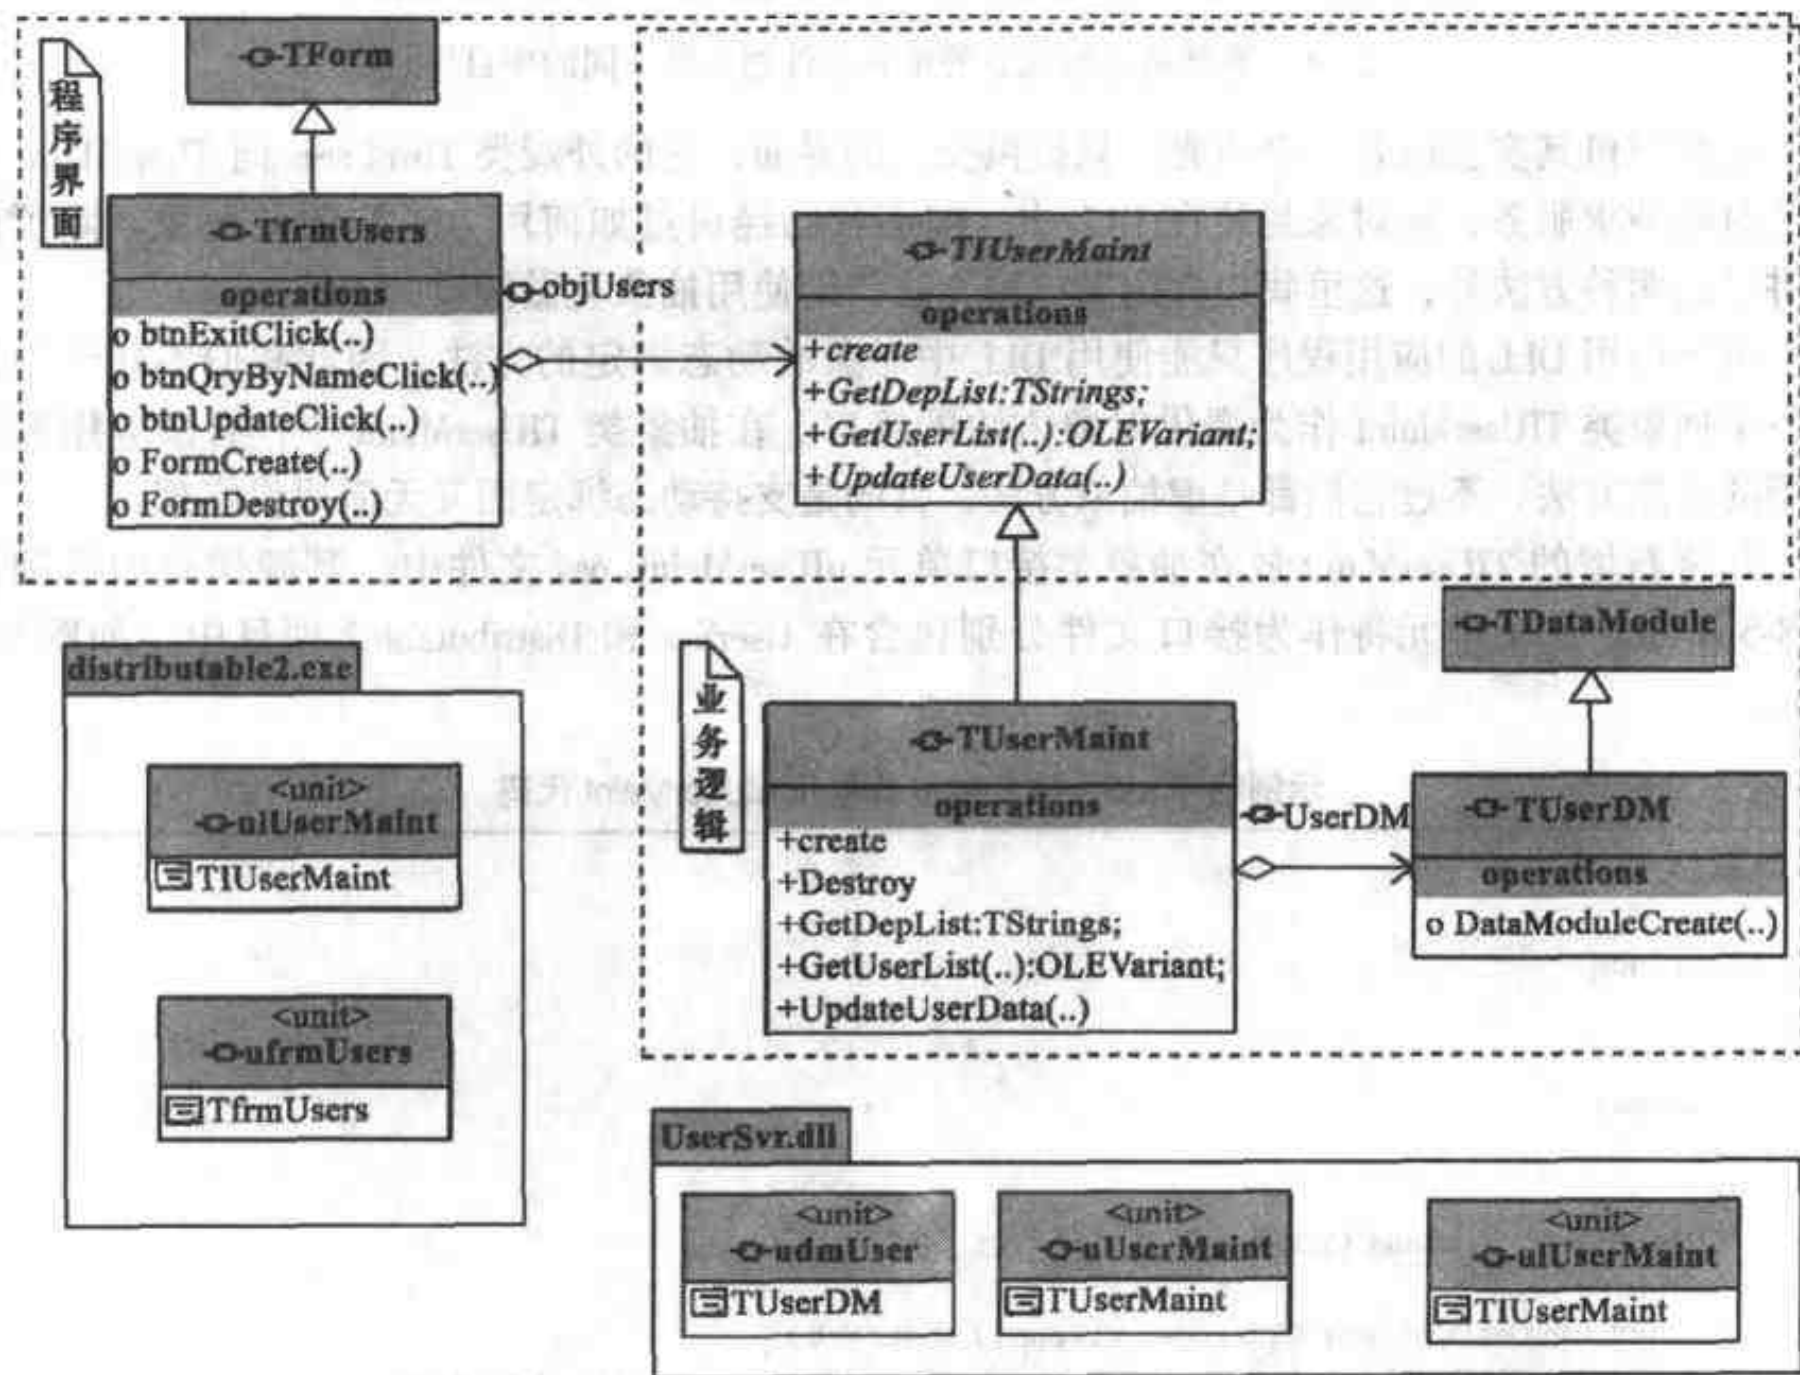 TForm
程序界面
TfrmUsers
operations
o btnExitClick(..)
o btnQryByNameClick(..)
o btnUpdateClick(..)
o FormCreate(..)
o FormDestroy(..)
objUsers
TIUserMaint
operations
+create
+GetDepList:TStrings;
+GetUserList(..):OLEVariant;
+UpdateUserData(..)
TDataModule
业务逻辑
TUserMaint
operations
+create
+Destroy
+GetDepList:TStrings;
+GetUserList(..):OLEVariant;
+UpdateUserData(..)
UserDM
TUserDM
operations
o DataModuleCreate(..)
distributable2.exe
<unit>
uIUserMaint
TIUserMaint
<unit>
ufrmUsers
TfrmUsers
UserSvr.dll
<unit>
udmUser
TUserDM
<unit>
uUserMaint
TUserMaint
<unit>
uIUserMaint
TIUserMaint